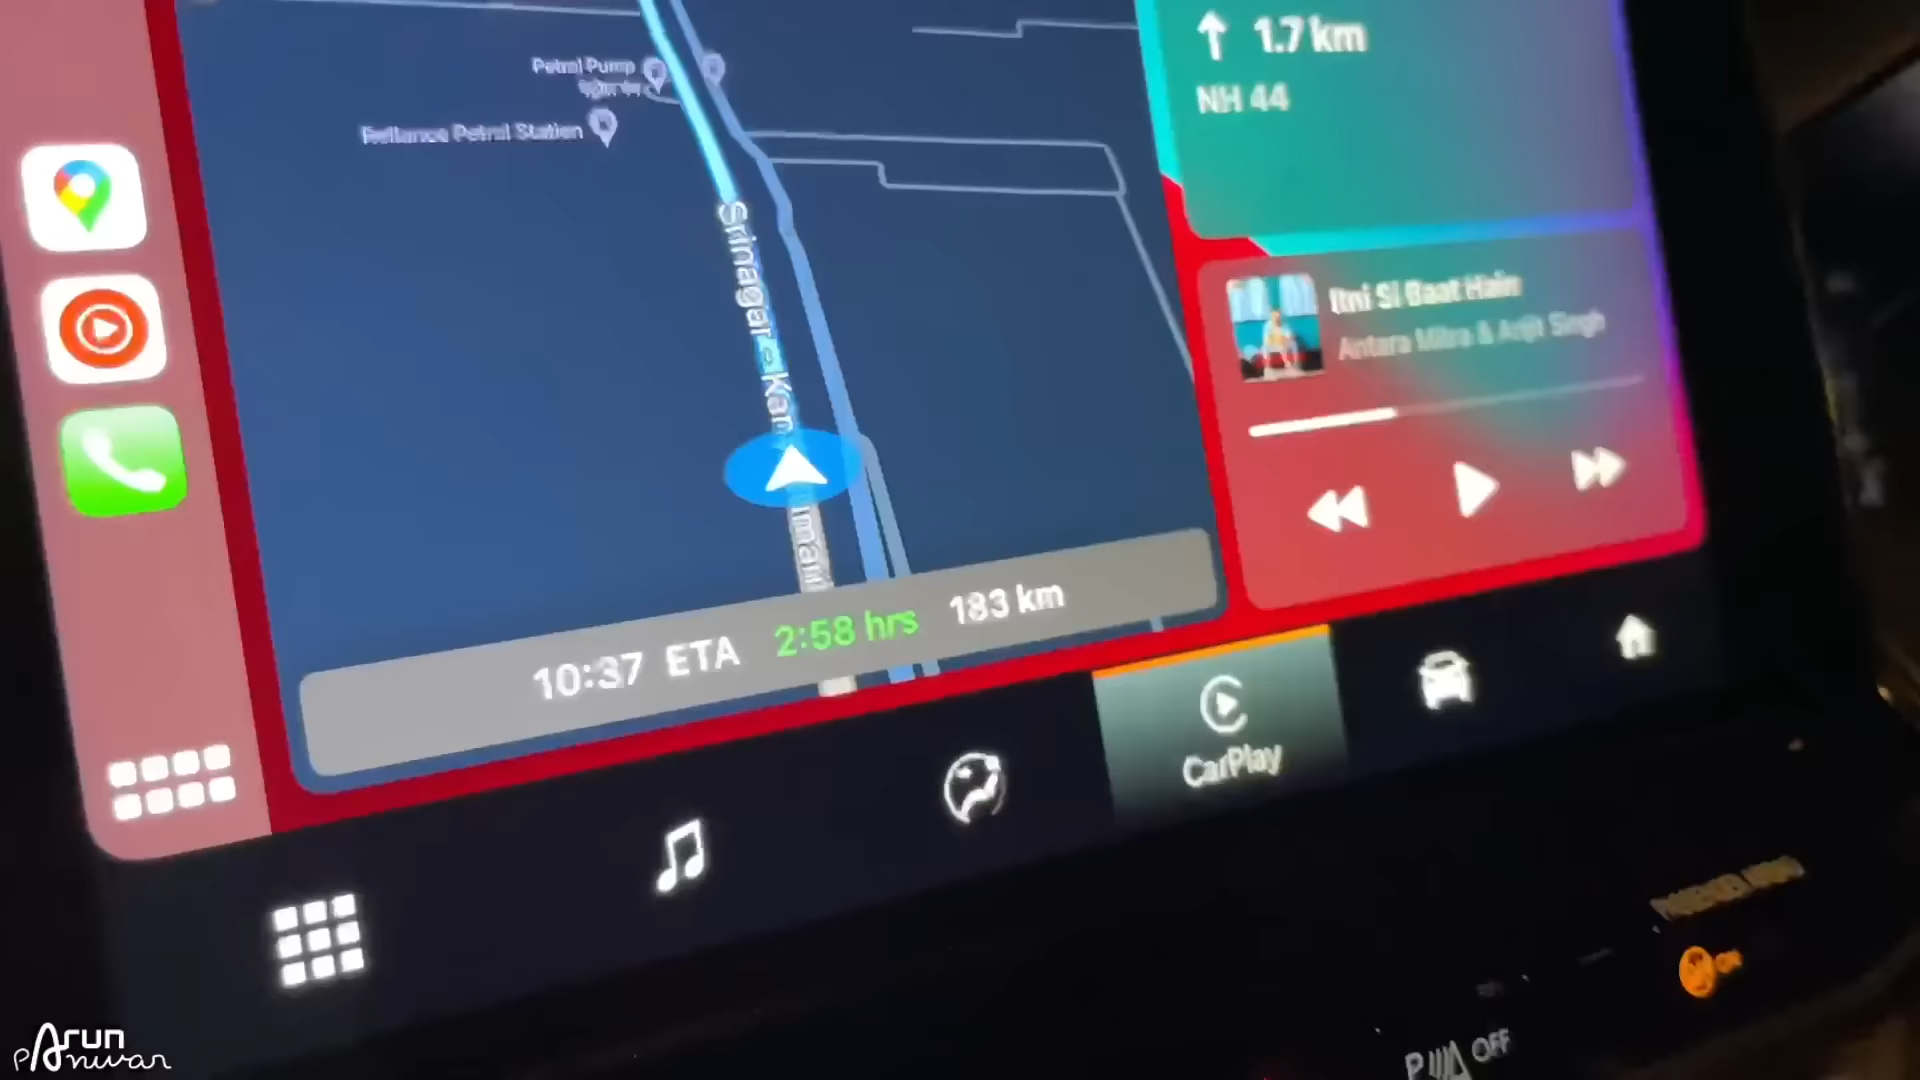 1.7 km
NH 44
Petrol Pump
Reliance Petrol Station
Srinagar - Kan
Itni Si Baat Hain
Antara Mitra & Arijit Singh
10:37 ETA 2:58 hrs 183 km
CarPlay
OFF
Arun
Panwar